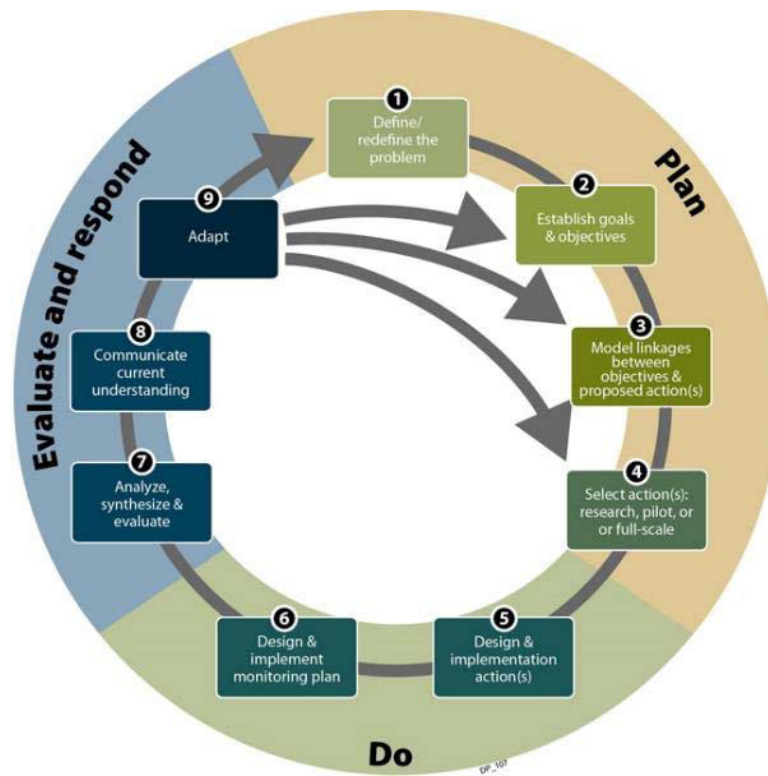 1
Define/
redefine the
problem
2
Establish goals
& objectives
3
Model linkages
between
objectives &
proposed action(s)
4
Select action(s):
research, pilot, or
or full-scale
5
Design &
implementation
action(s)
6
Design &
implement
monitoring plan
7
Analyze,
synthesize &
evaluate
8
Communicate
current
understanding
9
Adapt
Plan
Do
Evaluate and respond
DP_107